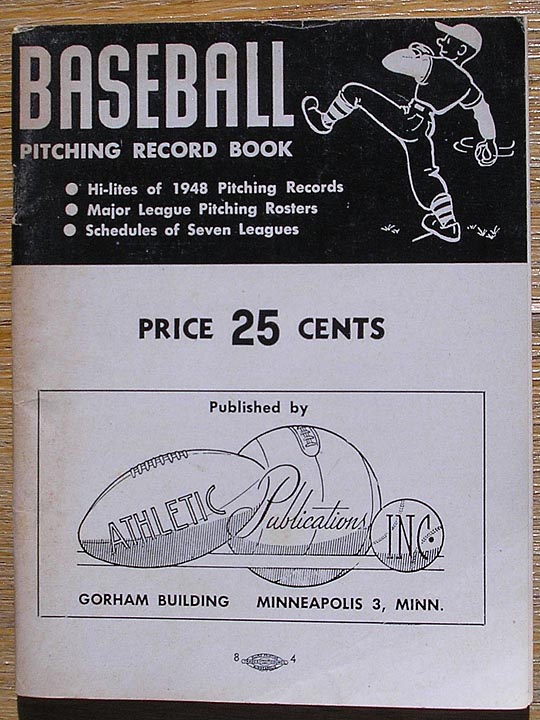 BASEBALL
PITCHING RECORD BOOK
● Hi-lites of 1948 Pitching Records
● Major League Pitching Rosters
● Schedules of Seven Leagues
PRICE 25 CENTS
Published by
ATHLETIC Publications INC.
GORHAM BUILDING MINNEAPOLIS 3, MINN.
8 4